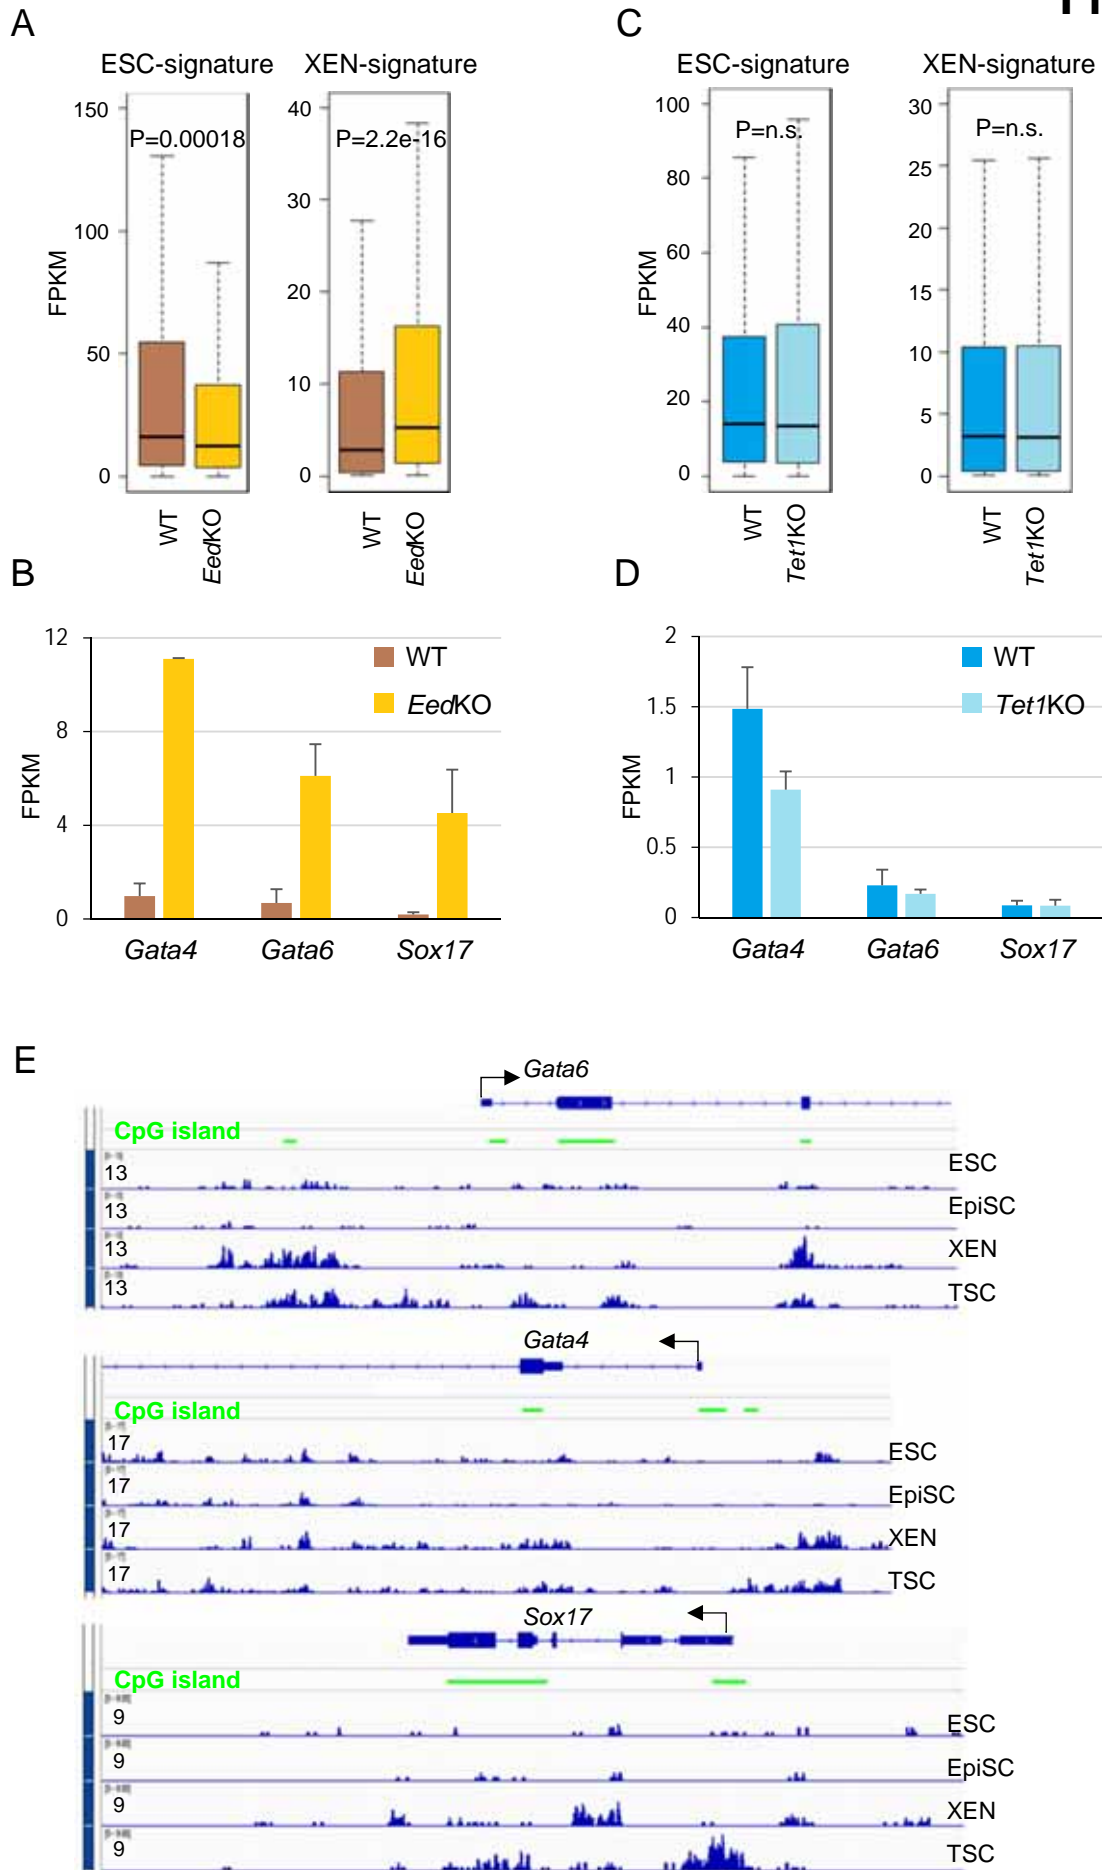 A
ESC-signature XEN-signature
150
100
50
0
FPKM
P=0.00018
40
30
20
10
0
P=2.2e-16
WT
EedKO
WT
EedKO
C
ESC-signature XEN-signature
100
80
60
40
20
0
FPKM
P=n.s.
30
25
20
15
10
5
0
P=n.s.
WT
Tet1KO
WT
Tet1KO
B
12
8
4
0
FPKM
WT
EedKO
Gata4 Gata6 Sox17
D
2
1.5
1
0.5
0
FPKM
WT
Tet1KO
Gata4 Gata6 Sox17
E
Gata6
CpG island
13 ESC
13 EpiSC
13 XEN
13 TSC
Gata4
CpG island
17 ESC
17 EpiSC
17 XEN
17 TSC
Sox17
CpG island
9 ESC
9 EpiSC
9 XEN
9 TSC